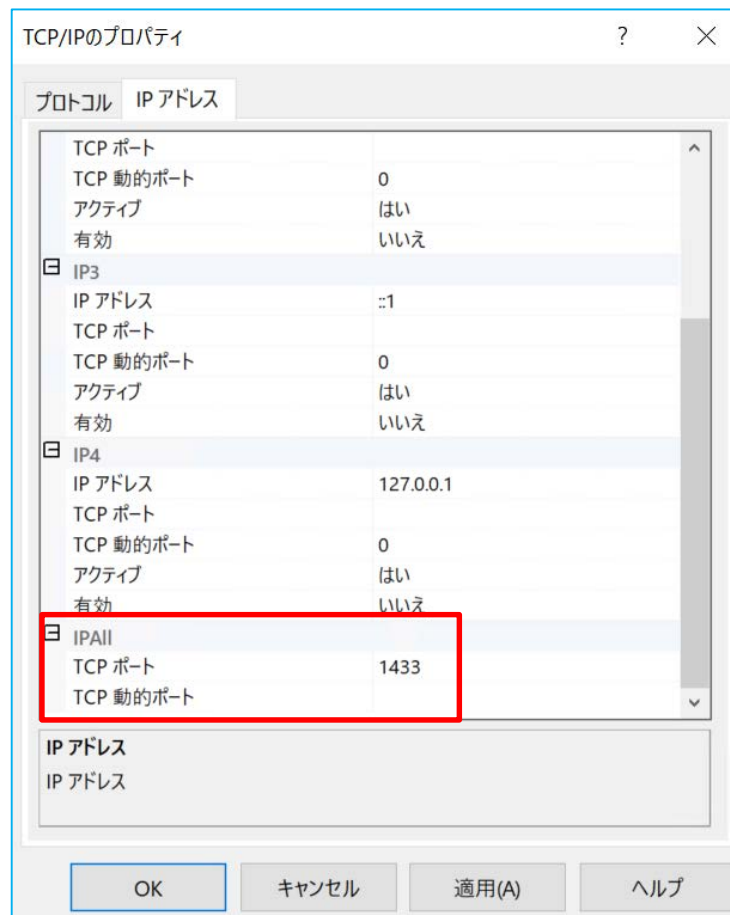 TCP/IPのプロパティ ? ×
プロトコル IP アドレス
TCP ポート
TCP 動的ポート 0
アクティブ はい
有効 いいえ
IP3
IP アドレス ::1
TCP ポート
TCP 動的ポート 0
アクティブ はい
有効 いいえ
IP4
IP アドレス 127.0.0.1
TCP ポート
TCP 動的ポート 0
アクティブ はい
有効 いいえ
IPAll
TCP ポート 1433
TCP 動的ポート
IP アドレス
IP アドレス
OK キャンセル 適用(A) ヘルプ